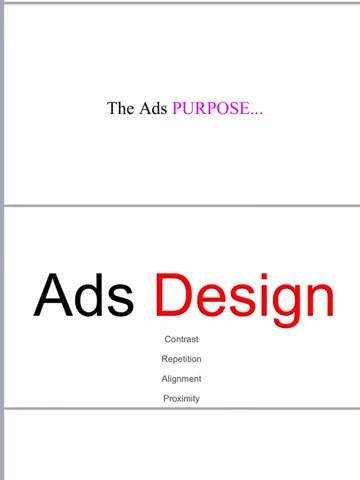 The Ads PURPOSE...
Ads Design
Contrast
Repetition
Alignment
Proximity